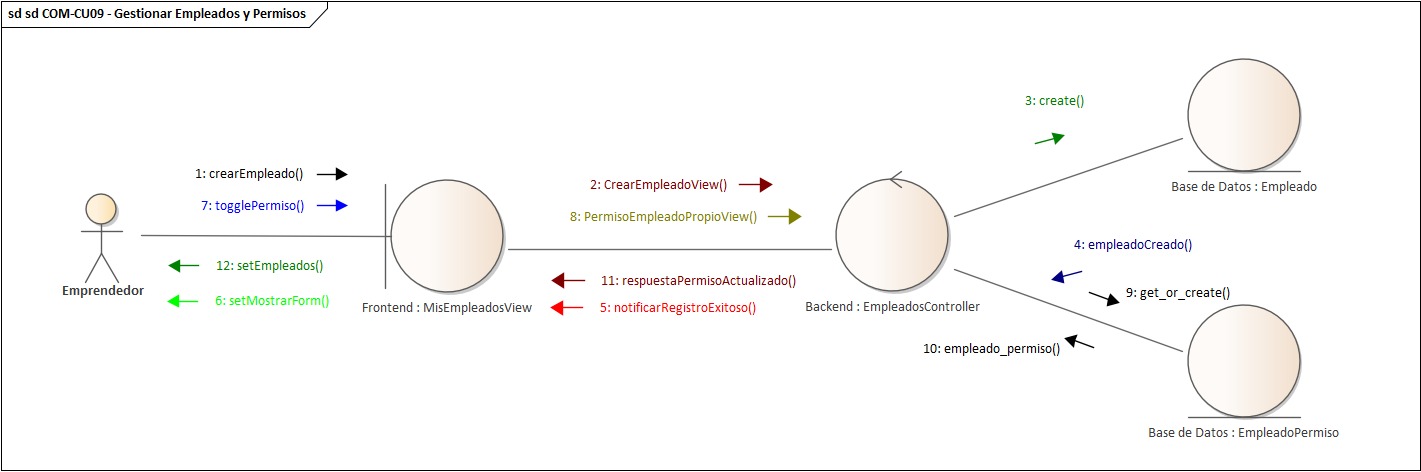 sd sd COM-CU09 - Gestionar Empleados y Permisos
3: create()
1: crearEmpleado()
2: CrearEmpleadoView()
Base de Datos : Empleado
7: togglePermiso()
8: PermisoEmpleadoPropioView()
4: empleadoCreado()
12: setEmpleados()
11: respuestaPermisoActualizado()
9: get_or_create()
Emprendedor
6: setMostrarForm()
Frontend : MisEmpleadosView
5: notificarRegistroExitoso()
Backend : EmpleadosController
10: empleado_permiso()
Base de Datos : EmpleadoPermiso